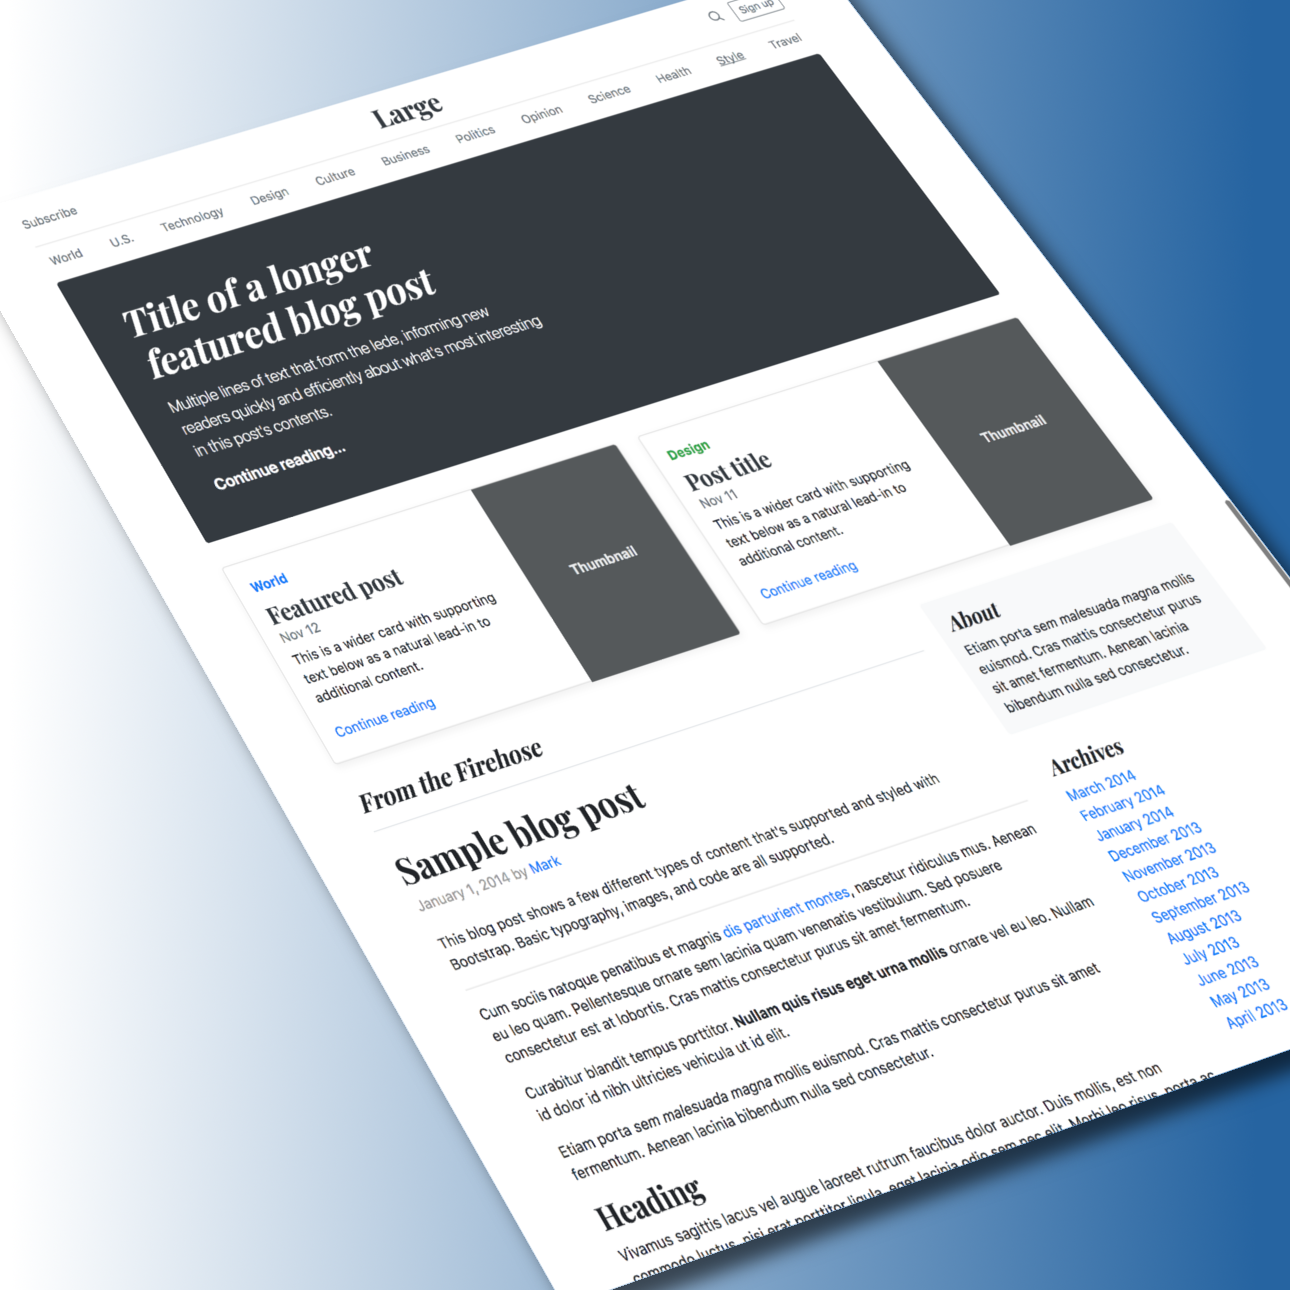 Subscribe
Large
Sign up
World
U.S.
Technology
Design
Culture
Business
Politics
Opinion
Science
Health
Style
Travel
Title of a longer
featured blog post
Multiple lines of text that form the lede, informing new
readers quickly and efficiently about what's most interesting
in this post's contents.
Continue reading...
World
Featured post
Nov 12
This is a wider card with supporting
text below as a natural lead-in to
additional content.
Continue reading
Thumbnail
Design
Post title
Nov 11
This is a wider card with supporting
text below as a natural lead-in to
additional content.
Continue reading
Thumbnail
From the Firehose
Sample blog post
January 1, 2014 by Mark
This blog post shows a few different types of content that's supported and styled with
Bootstrap. Basic typography, images, and code are all supported.
Cum sociis natoque penatibus et magnis dis parturient montes, nascetur ridiculus mus. Aenean
eu leo quam. Pellentesque ornare sem lacinia quam venenatis vestibulum. Sed posuere
consectetur est at lobortis. Cras mattis consectetur purus sit amet fermentum.
Curabitur blandit tempus porttitor. Nullam quis risus eget urna mollis ornare vel eu leo. Nullam
id dolor id nibh ultricies vehicula ut id elit.
Etiam porta sem malesuada magna mollis euismod. Cras mattis consectetur purus sit amet
fermentum. Aenean lacinia bibendum nulla sed consectetur.
Heading
Vivamus sagittis lacus vel augue laoreet rutrum faucibus dolor auctor. Duis mollis, est non
commodo luctus, nisi erat porttitor ligula, eget lacinia odio sem nec elit. Morbi leo risus, porta ac
About
Etiam porta sem malesuada magna mollis
euismod. Cras mattis consectetur purus
sit amet fermentum. Aenean lacinia
bibendum nulla sed consectetur.
Archives
March 2014
February 2014
January 2014
December 2013
November 2013
October 2013
September 2013
August 2013
July 2013
June 2013
May 2013
April 2013